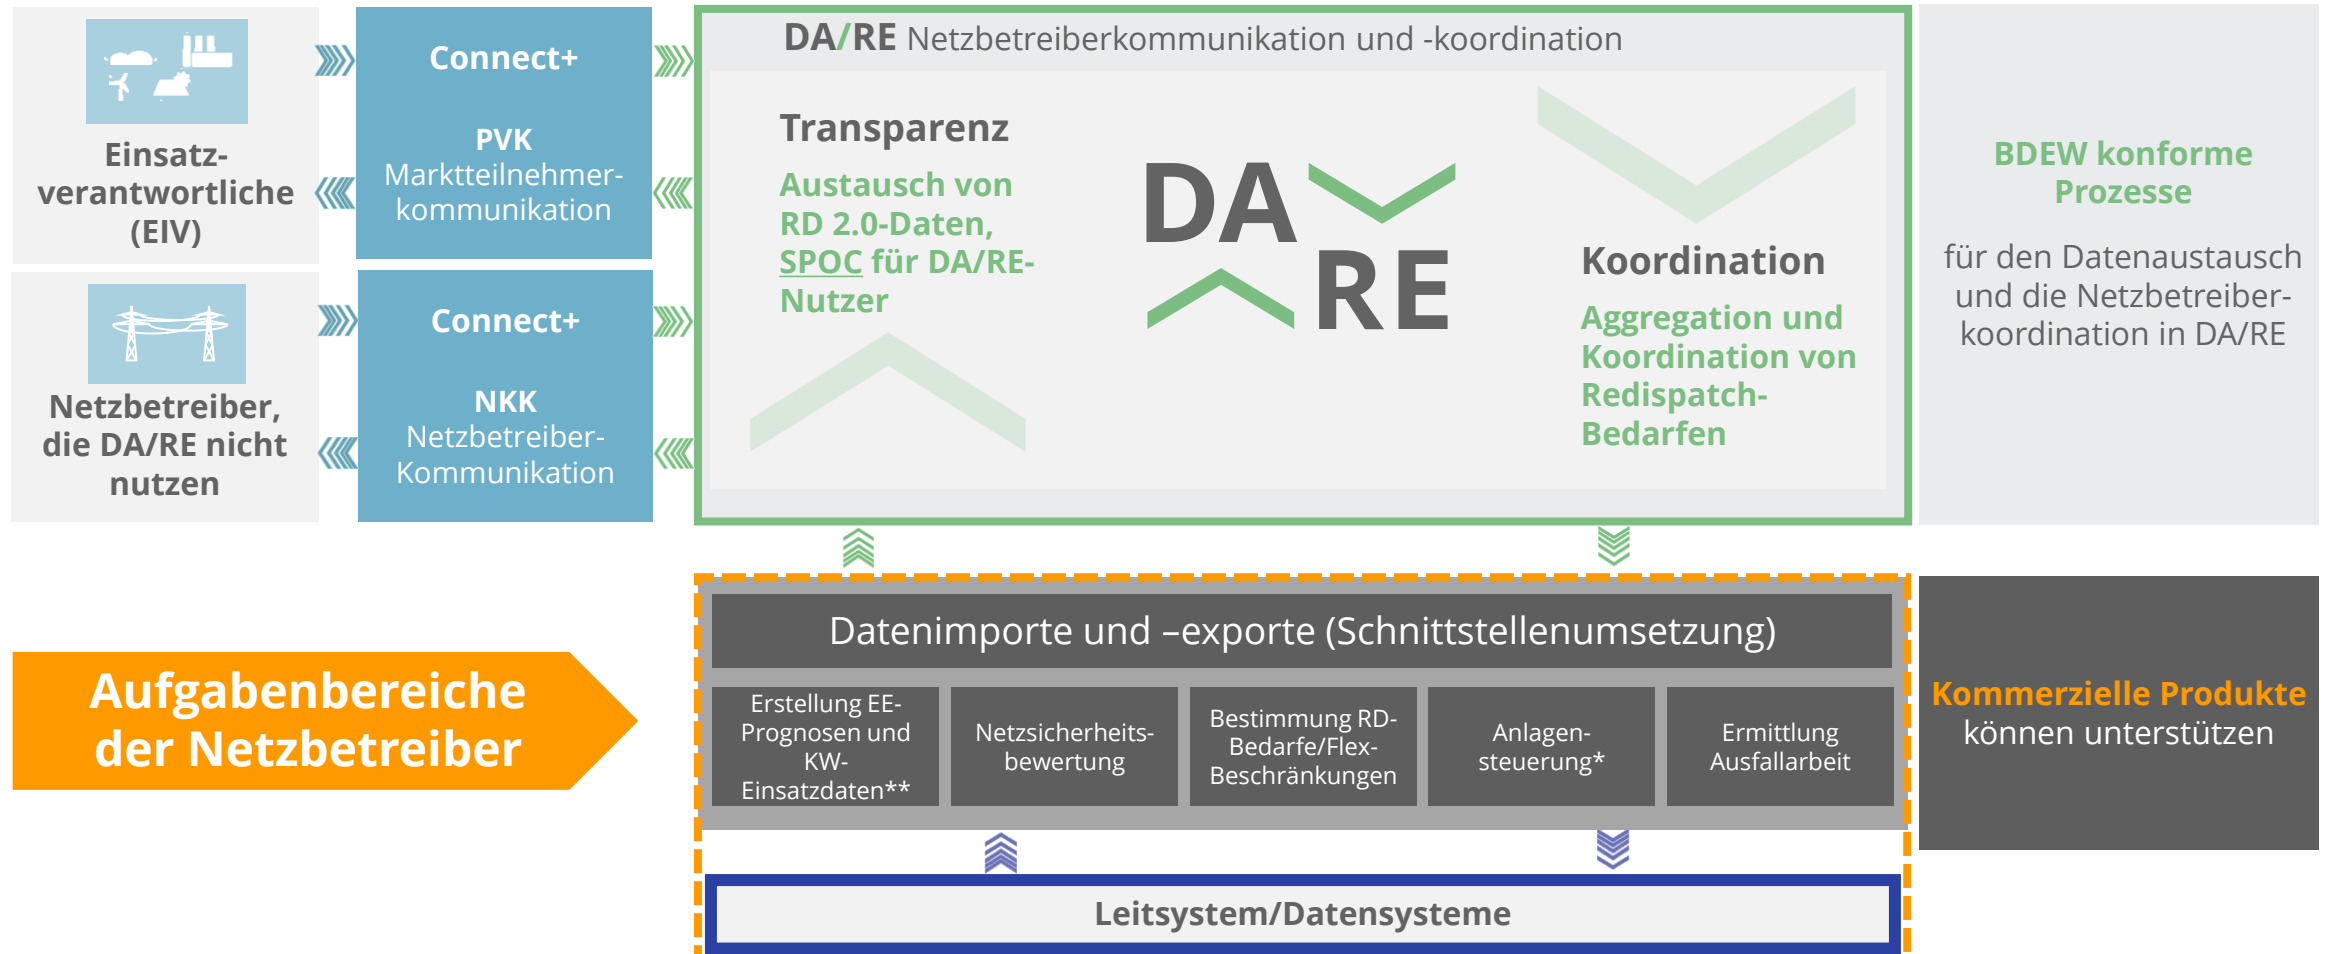 Einsatz-
verantwortliche
(EIV)
Connect+
PVK
Marktteilnehmer-
kommunikation
Netzbetreiber,
die DA/RE nicht
nutzen
Connect+
NKK
Netzbetreiber-
Kommunikation
DA/RE Netzbetreiberkommunikation und -koordination
Transparenz
Austausch von
RD 2.0-Daten,
SPOC für DA/RE-
Nutzer
DA
RE
Koordination
Aggregation und
Koordination von
Redispatch-
Bedarfen
BDEW konforme
Prozesse
für den Datenaustausch
und die Netzbetreiber-
koordination in DA/RE
Aufgabenbereiche
der Netzbetreiber
Datenimporte und –exporte (Schnittstellenumsetzung)
Erstellung EE-
Prognosen und
KW-
Einsatzdaten**
Netzsicherheits-
bewertung
Bestimmung RD-
Bedarfe/Flex-
Beschränkungen
Anlagen-
steuerung*
Ermittlung
Ausfallarbeit
Kommerzielle Produkte
können unterstützen
Leitsystem/Datensysteme